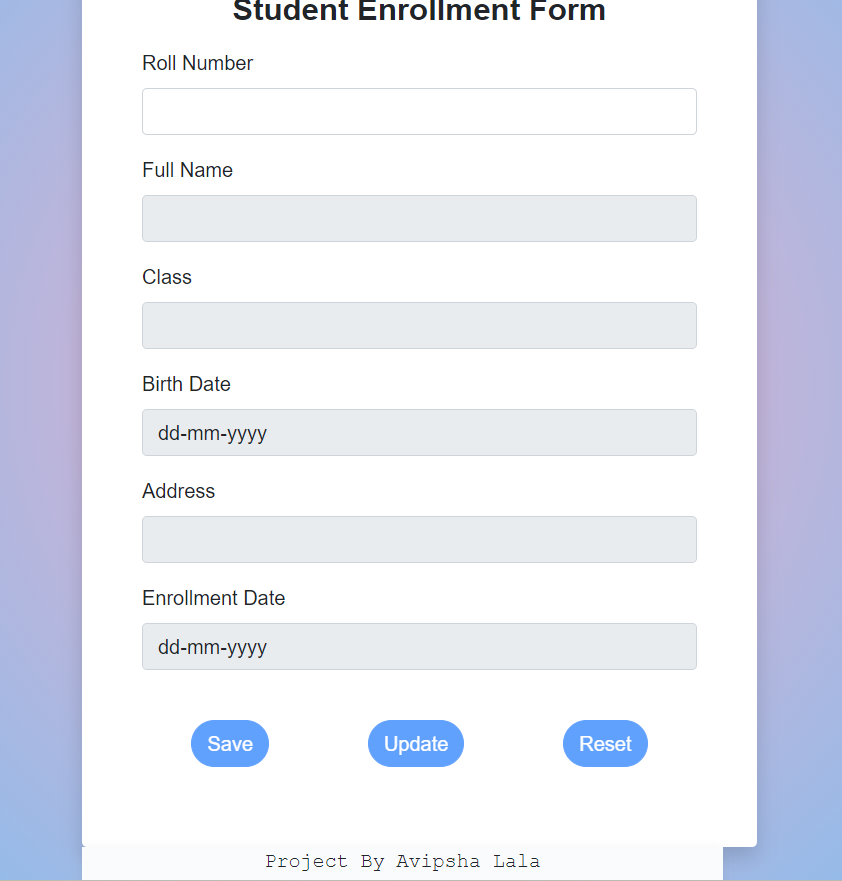 Student Enrollment Form
Roll Number
Full Name
Class
Birth Date
dd-mm-yyyy
Address
Enrollment Date
dd-mm-yyyy
Save Update Reset
Project By Avipsha Lala